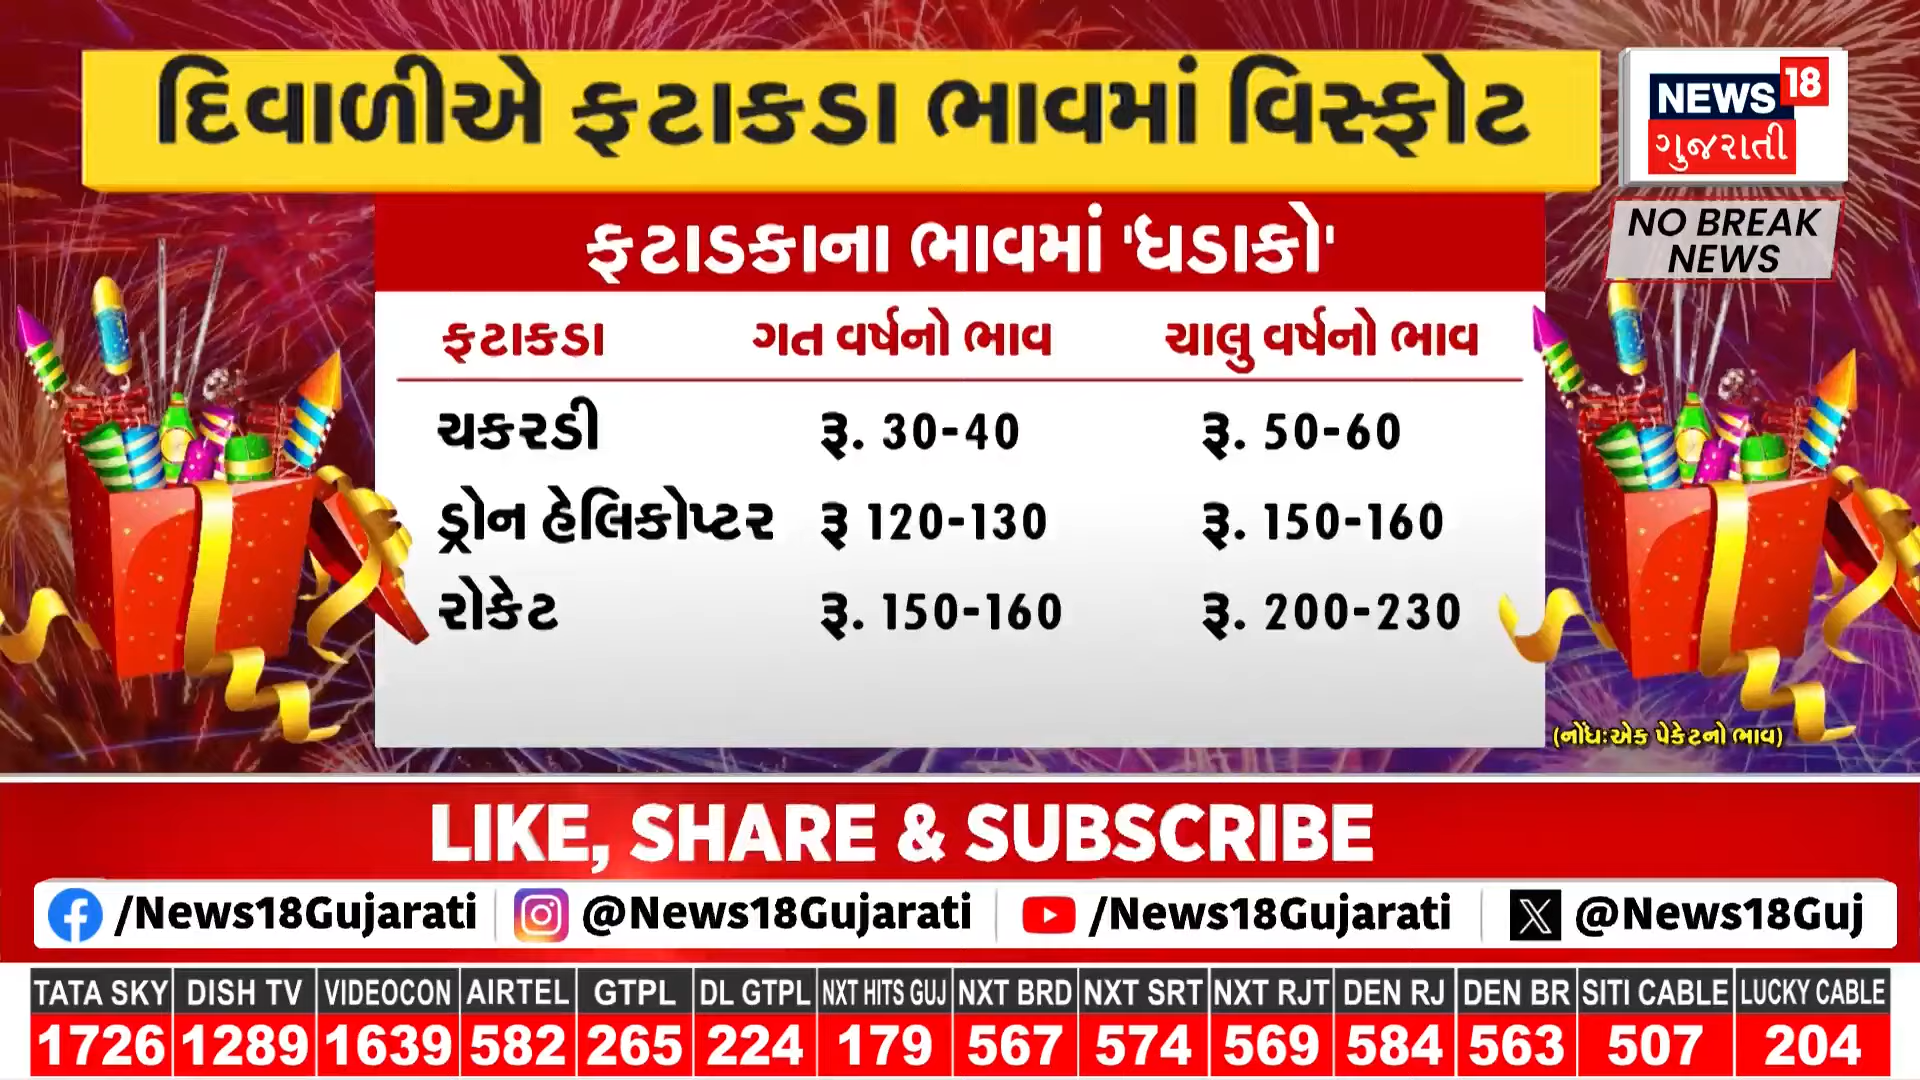 દિવાળીએ ફટાકડા ભાવમાં વિસ્ફોટ
NEWS 18
ગુજરાતી
NO BREAK
NEWS
ફટાડકાના ભાવમાં 'ધડાકો'
ફટાકડા ગત વર્ષનો ભાવ ચાલુ વર્ષનો ભાવ
ચકરડી રૂ. 30-40 રૂ. 50-60
ડ્રોન હેલિકોપ્ટર રૂ 120-130 રૂ. 150-160
રોકેટ રૂ. 150-160 રૂ. 200-230
(નોંધ:એક પેકેટનો ભાવ)
LIKE, SHARE & SUBSCRIBE
/News18Gujarati @News18Gujarati /News18Gujarati @News18Guj
TATA SKY DISH TV VIDEOCON AIRTEL GTPL DL GTPL NXT HITS GUJ NXT BRD NXT SRT NXT RJT DEN RJ DEN BR SITI CABLE LUCKY CABLE
1726 1289 1639 582 265 224 179 567 574 569 584 563 507 204